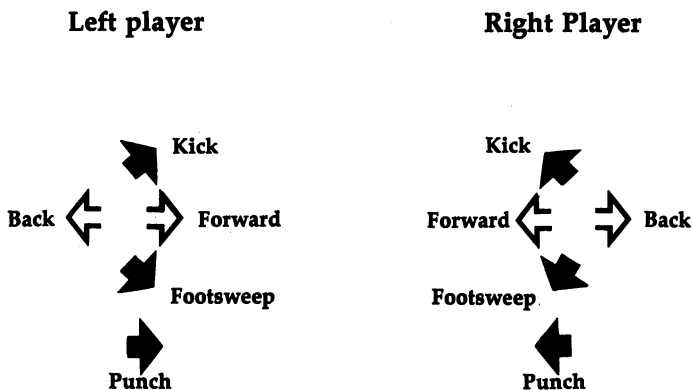 Left player
Right Player
Kick
Kick
Back
Forward
Forward
Back
Footsweep
Footsweep
Punch
Punch